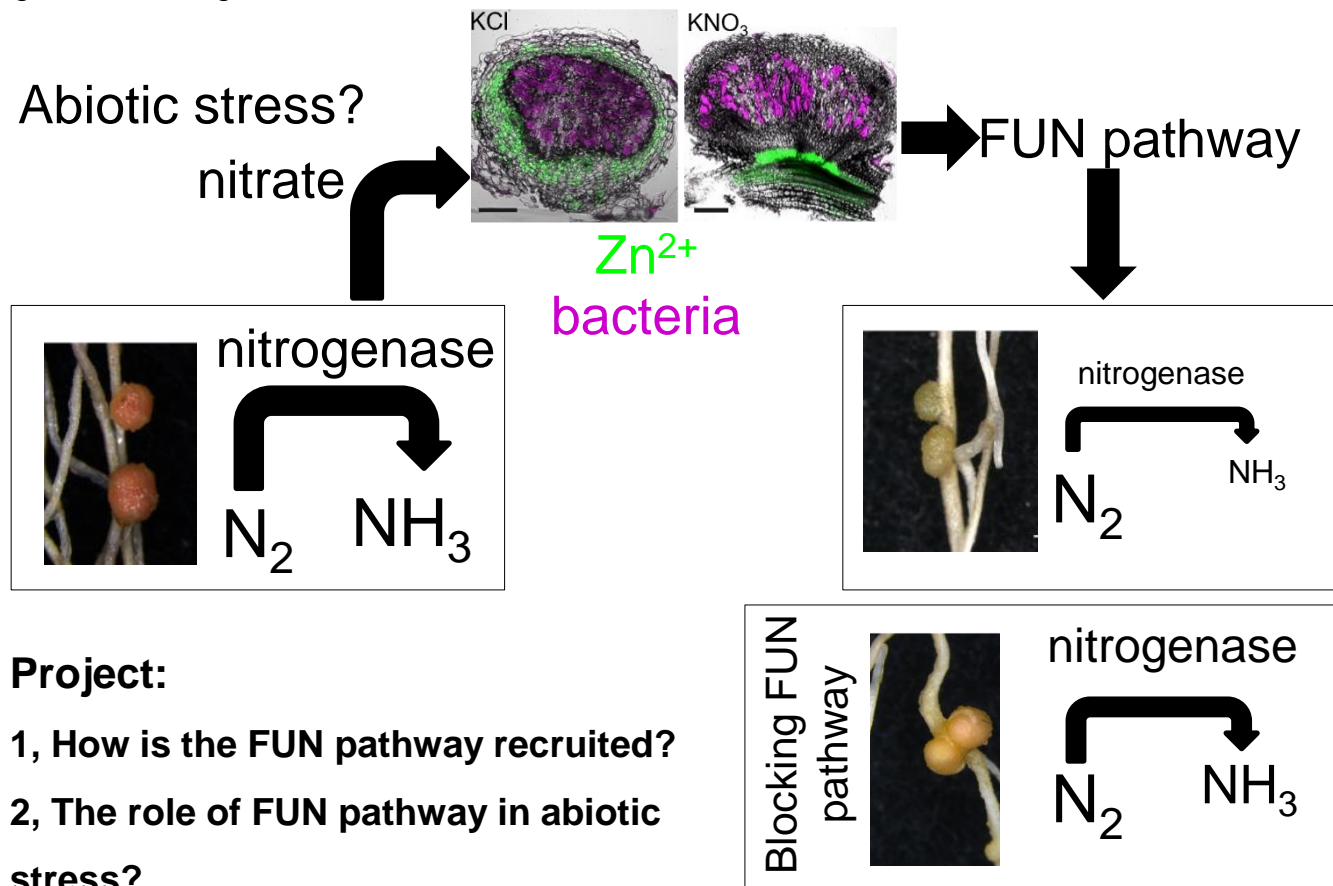 KCl
KNO₃
Abiotic stress?
nitrate
FUN pathway
Zn²⁺
bacteria
nitrogenase
N₂
NH₃
nitrogenase
N₂
NH₃
Project:
1, How is the FUN pathway recruited?
2, The role of FUN pathway in abiotic
stress?
Blocking FUN
pathway
nitrogenase
N₂
NH₃